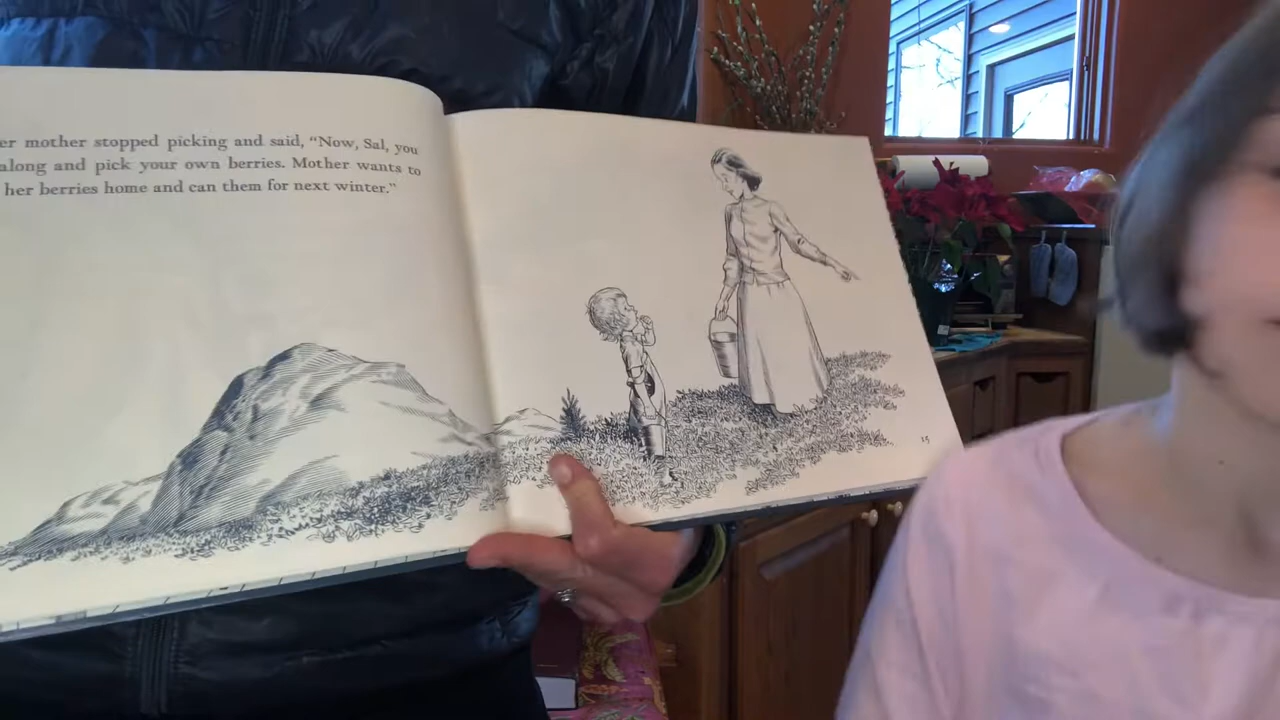 er mother stopped picking and said, “Now, Sal, you
along and pick your own berries. Mother wants to
her berries home and can them for next winter.”
15